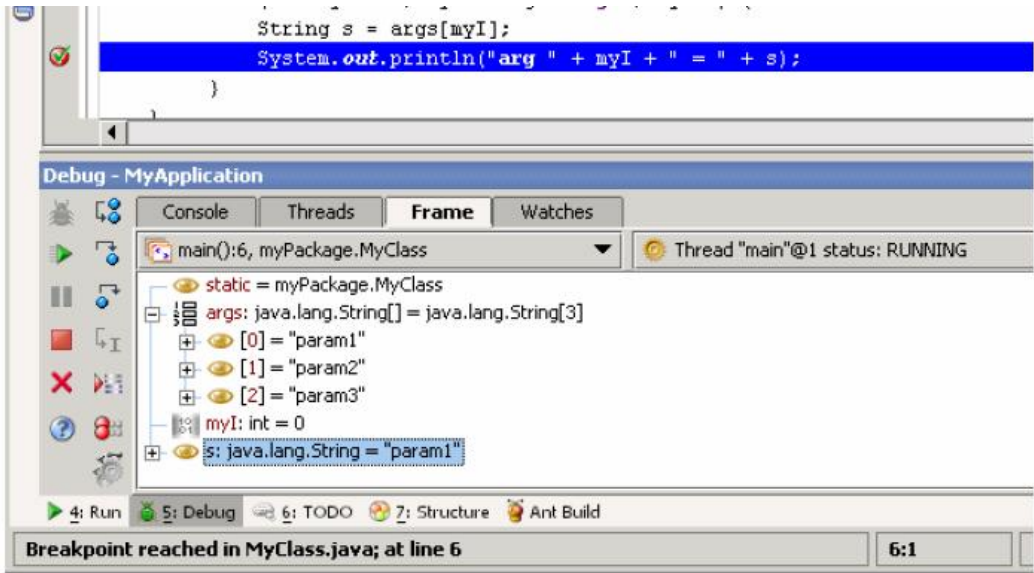 String s = args[myI];
System.out.println("arg " + myI + " = " + s);
}
Debug - MyApplication
Console Threads Frame Watches
main():6, myPackage.MyClass Thread "main"@1 status: RUNNING
static = myPackage.MyClass
args: java.lang.String[] = java.lang.String[3]
[0] = "param1"
[1] = "param2"
[2] = "param3"
myI: int = 0
s: java.lang.String = "param1"
4: Run 5: Debug 6: TODO 7: Structure Ant Build
Breakpoint reached in MyClass.java; at line 6 6:1